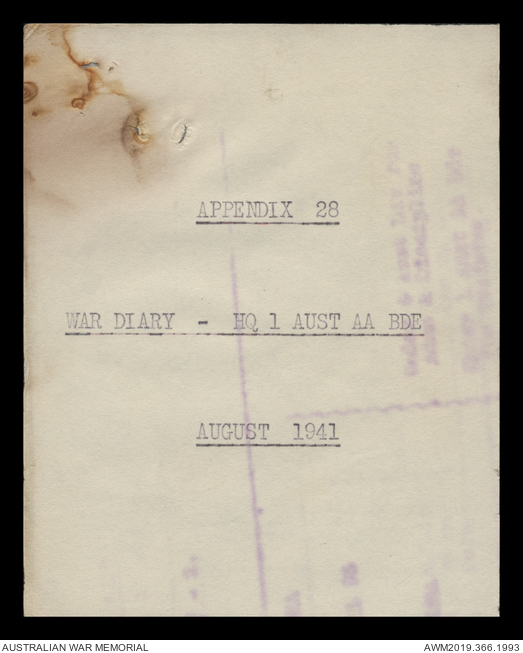 APPENDIX 28
WAR DIARY - HQ 1 AUST AA BDE
AUGUST 1941
AUSTRALIAN WAR MEMORIAL
AWM2019.366.1993